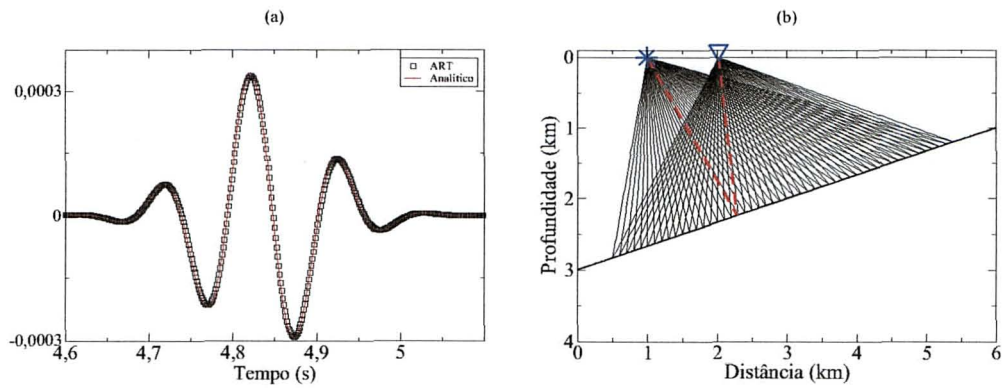 (a)
ART
Analítico
0,0003
0
-0,0003
4,6 4,7 4,8 4,9 5
Tempo (s)
(b)
0
1
2
3
4
Profundidade (km)
0 1 2 3 4 5 6
Distância (km)